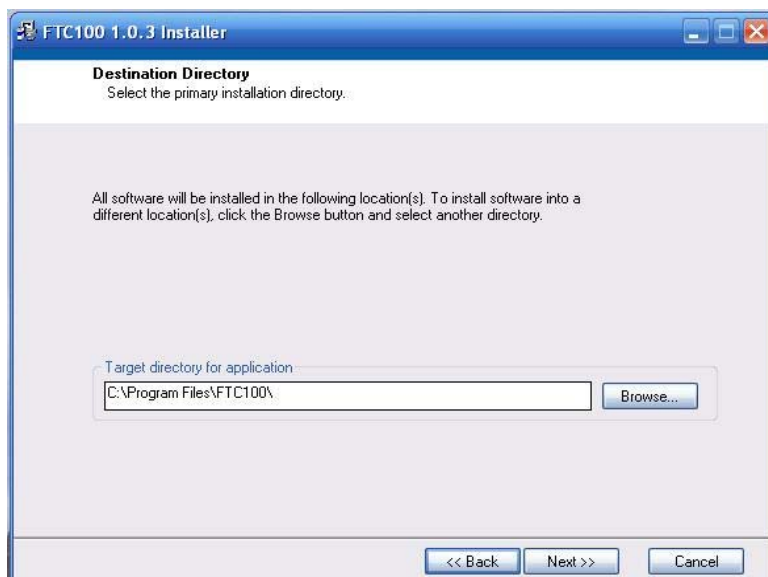 FTC100 1.0.3 Installer
Destination Directory
Select the primary installation directory.
All software will be installed in the following location(s). To install software into a
different location(s), click the Browse button and select another directory.
Target directory for application
C:\Program Files\FTC100\
Browse...
<< Back
Next >>
Cancel